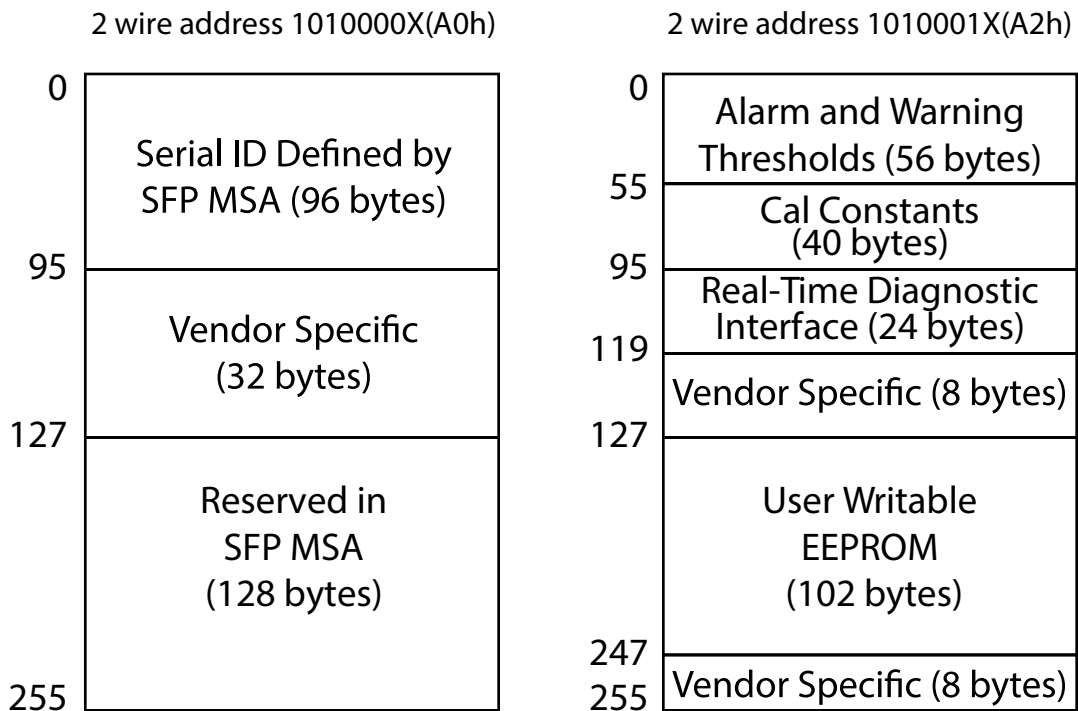 2 wire address 1010000X(A0h)
0
Serial ID Defined by
SFP MSA (96 bytes)
95
Vendor Specific
(32 bytes)
127
Reserved in
SFP MSA
(128 bytes)
255
2 wire address 1010001X(A2h)
0
Alarm and Warning
Thresholds (56 bytes)
55
Cal Constants
(40 bytes)
95
Real-Time Diagnostic
Interface (24 bytes)
119
Vendor Specific (8 bytes)
127
User Writable
EEPROM
(102 bytes)
247
Vendor Specific (8 bytes)
255